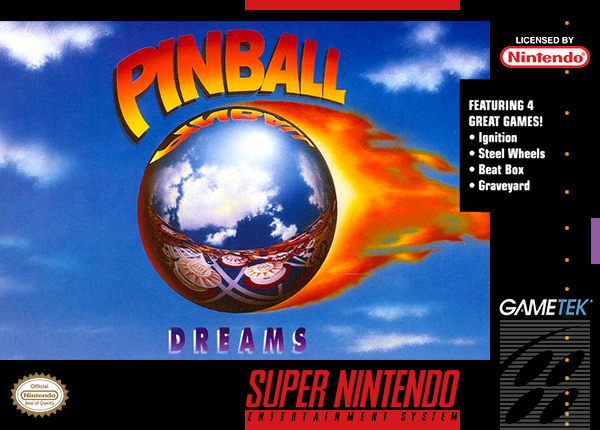 LICENSED BY
Nintendo
PINBALL
FEATURING 4
GREAT GAMES!
• Ignition
• Steel Wheels
• Beat Box
• Graveyard
DREAMS
GAMETEK
Official
Nintendo
Seal of Quality
SUPER NINTENDO
ENTERTAINMENT SYSTEM